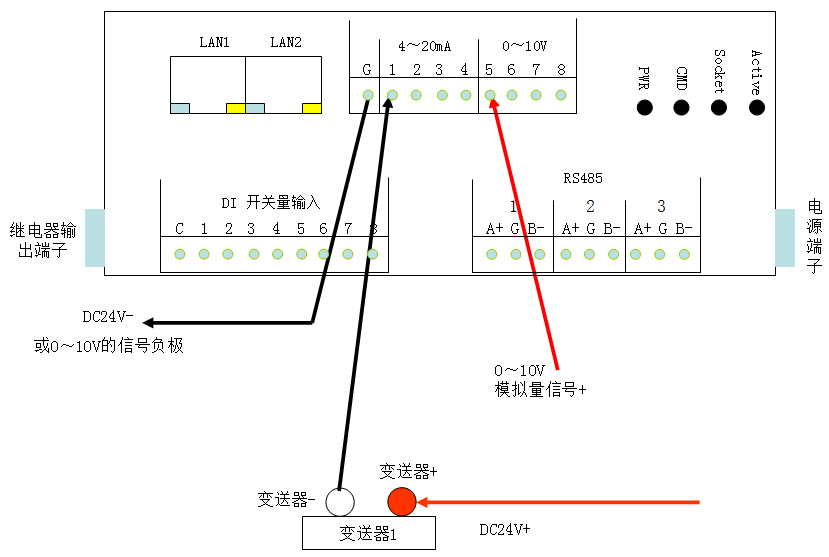 LAN1 LAN2
4～20mA 0～10V
G 1 2 3 4 5 6 7 8
PWR CMD Socket Active
DI 开关量输入
C 1 2 3 4 5 6 7 8
RS485
1 2 3
A+ G B- A+ G B- A+ G B-
继电器输
出端子
电
源
端
子
DC24V-
或0～10V的信号负极
0～10V
模拟量信号+
变送器+
变送器-
变送器1
DC24V+